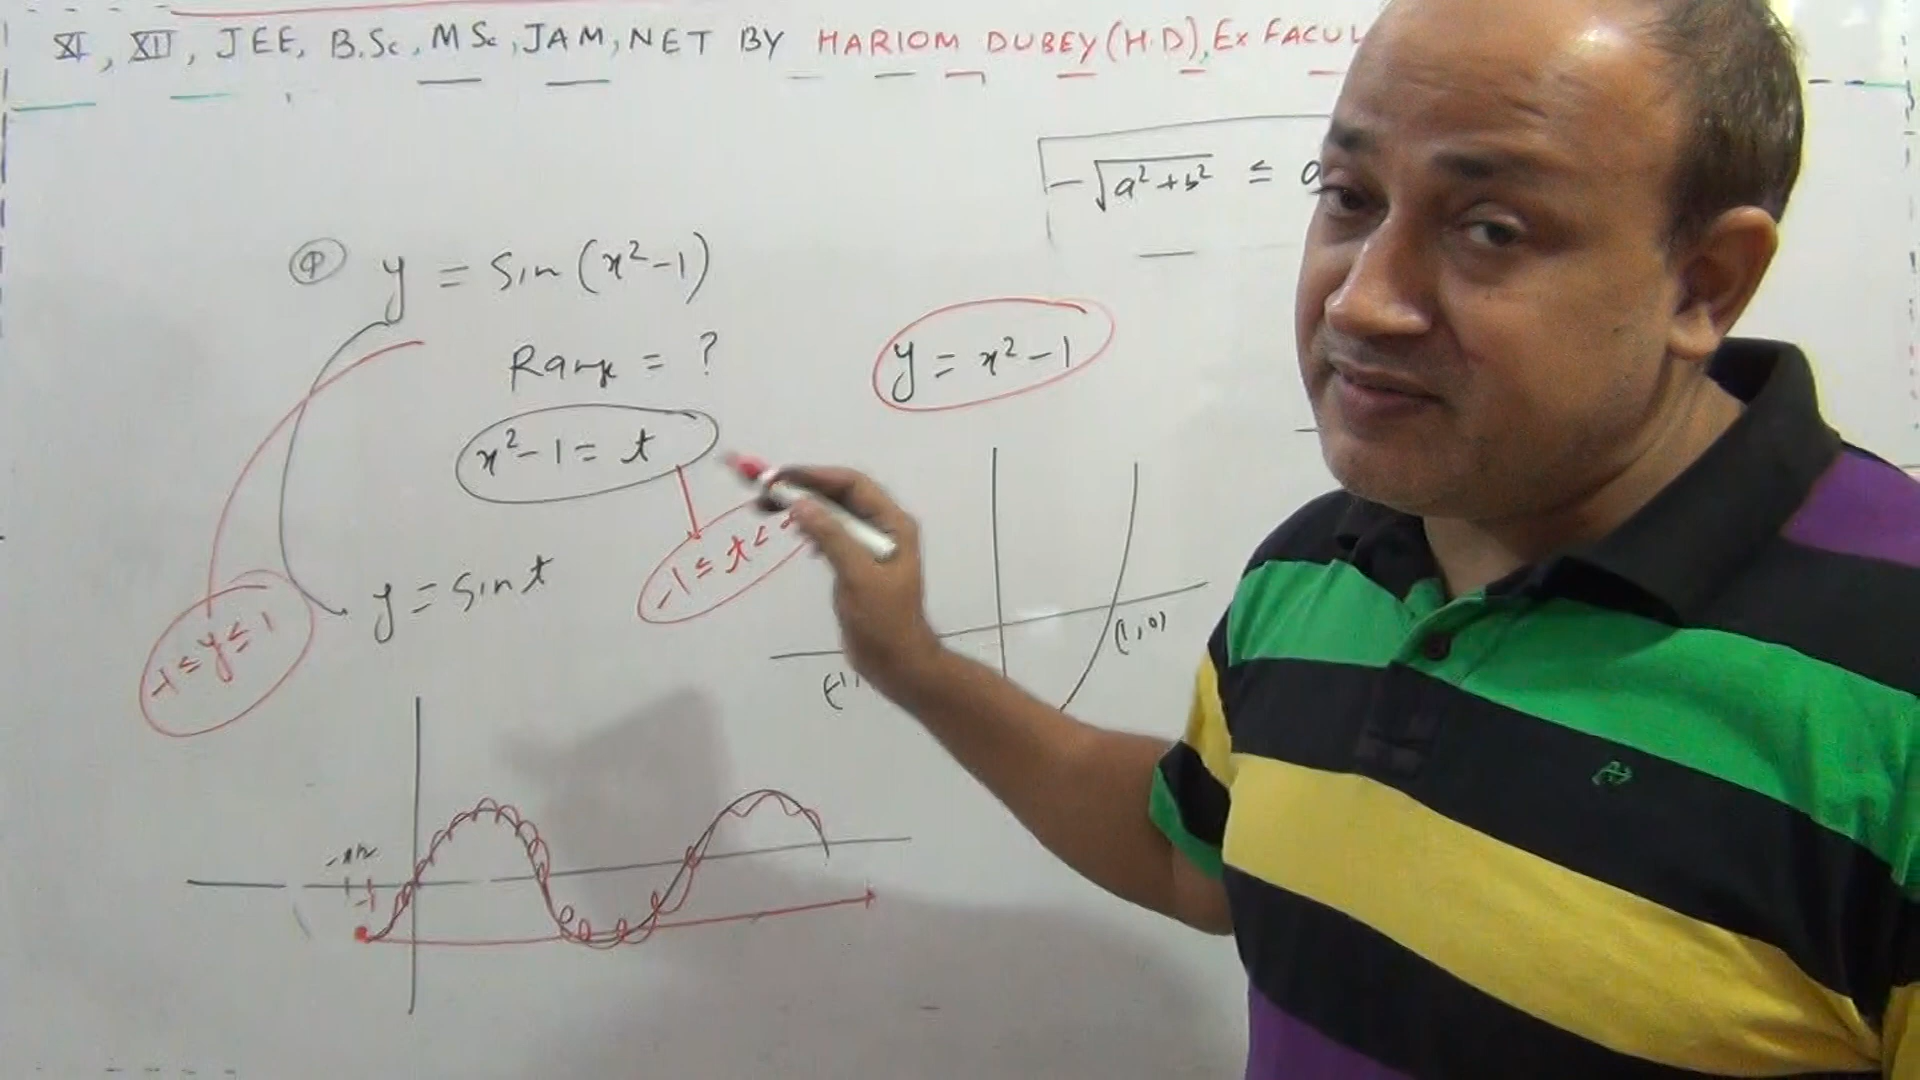 XI, XII, JEE, B.Sc, MSc, JAM, NET BY HARIOM DUBEY (H.D), Ex FACUL
-√a²+b² ≤ a
Q y = Sin (x²-1)
Range = ?
y = x²-1
x²-1 = t
-1 ≤ t <
y = Sin t
-1 ≤ y ≤ 1
(1, 0)
(-1,
-π/2
-1